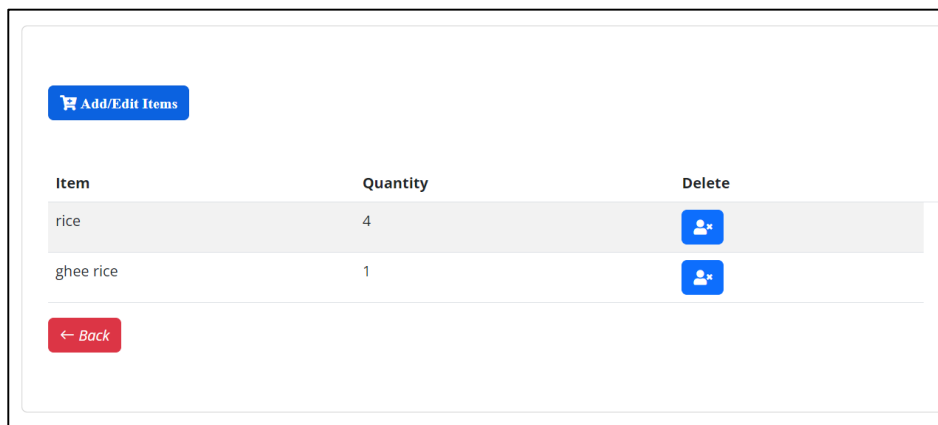 Add/Edit Items
Item Quantity Delete
rice 4
ghee rice 1
← Back